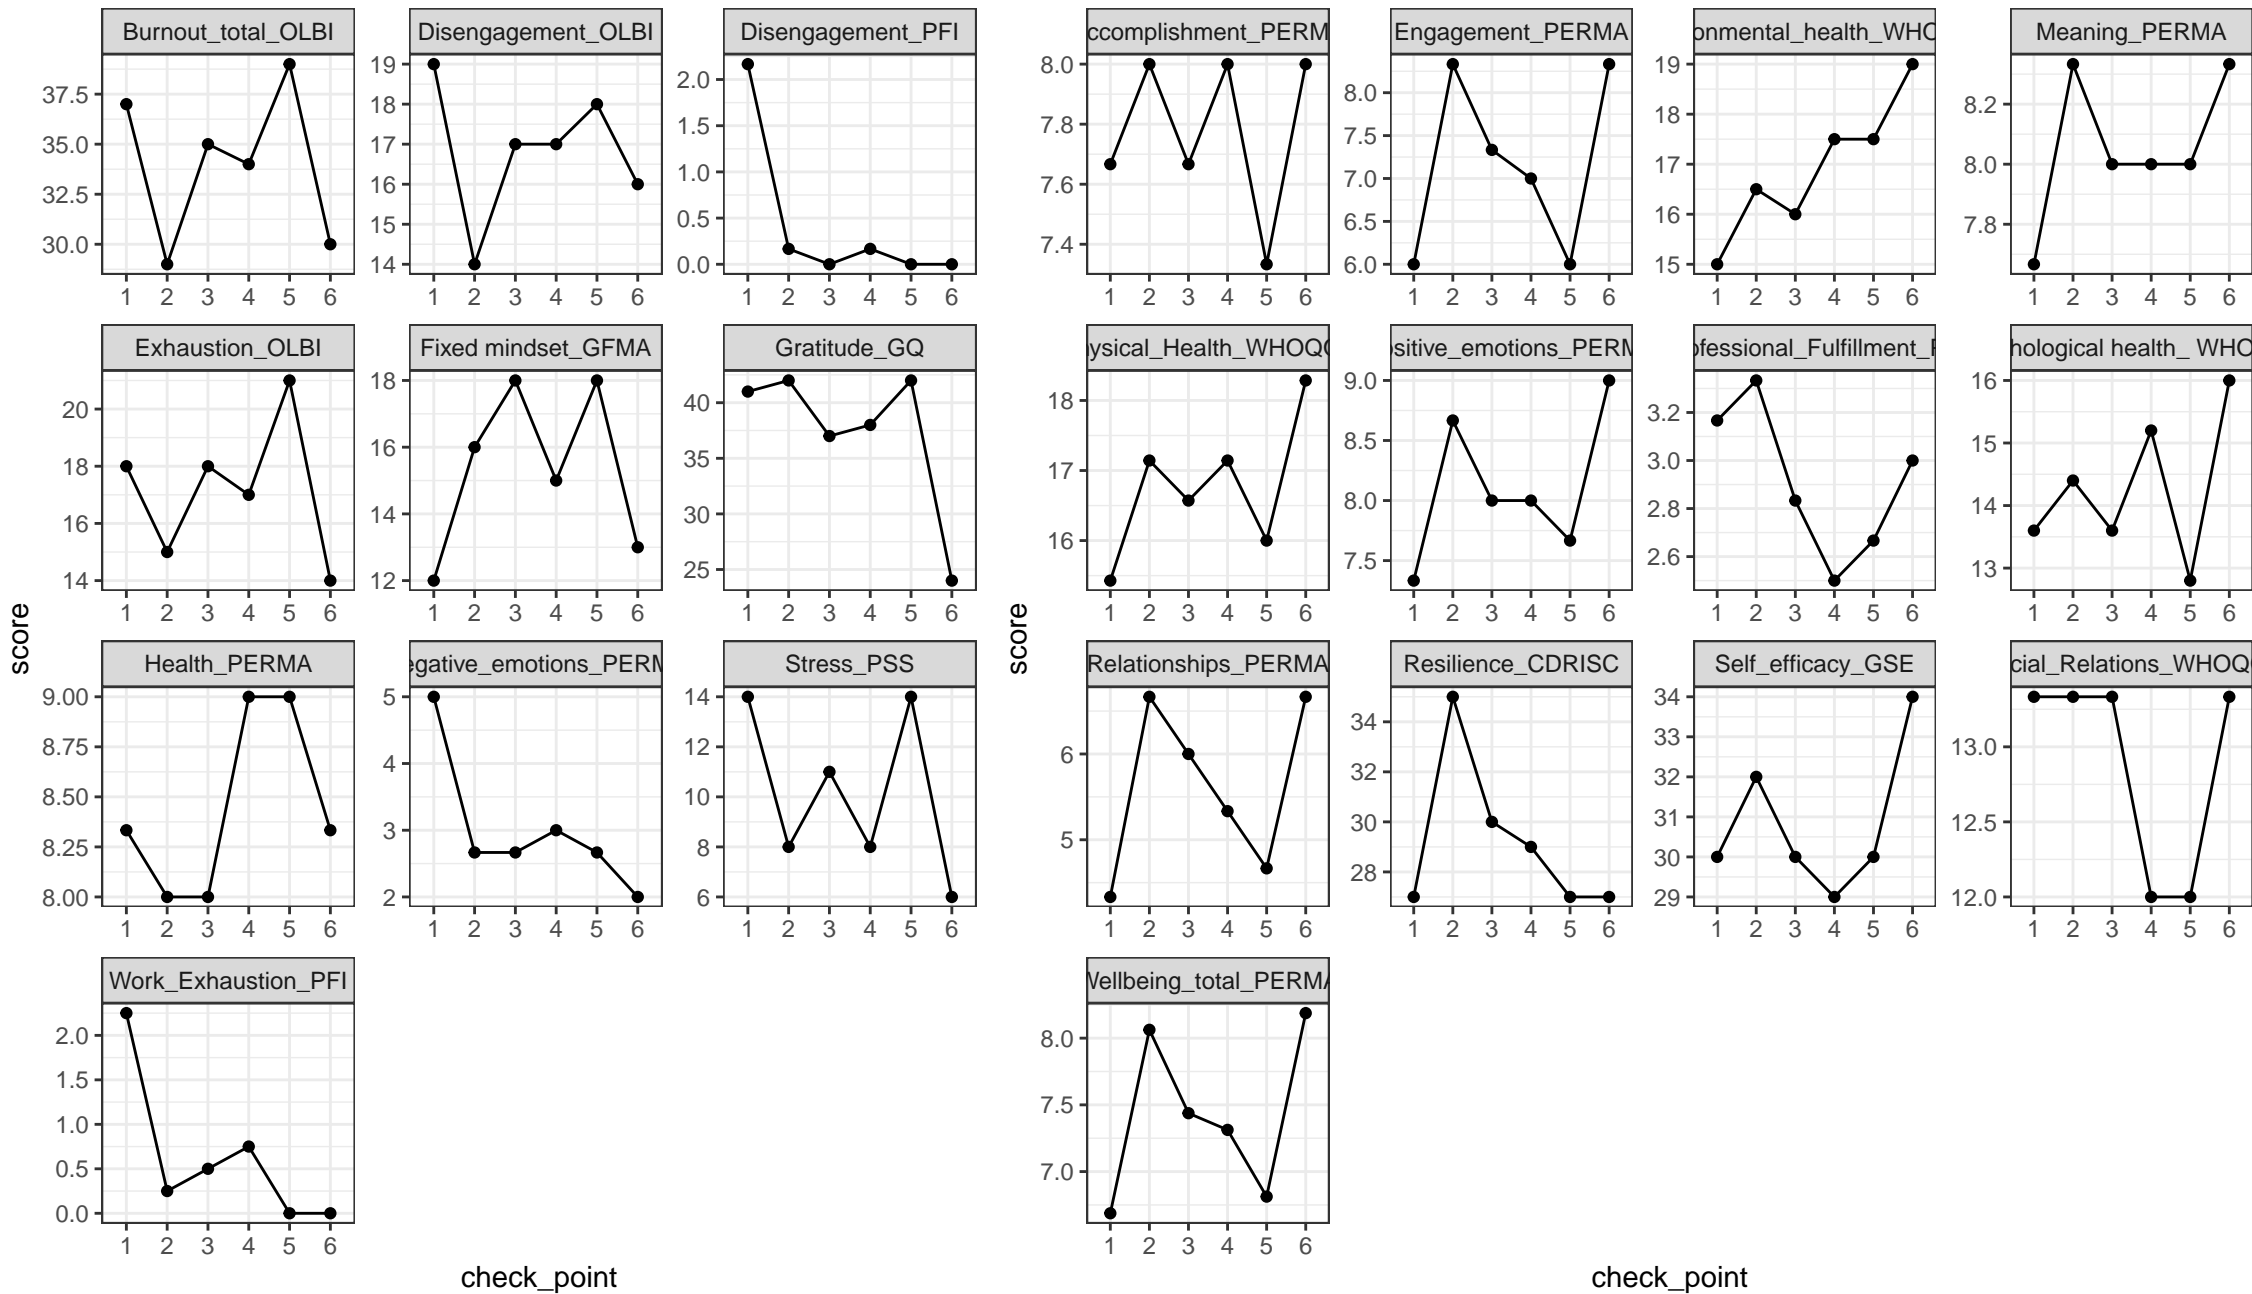 Burnout_total_OLBI
Disengagement_OLBI
Disengagement_PFI
37.5
35.0
32.5
30.0
1 2 3 4 5 6
19
18
17
16
15
14
1 2 3 4 5 6
2.0
1.5
1.0
0.5
0.0
1 2 3 4 5 6
Exhaustion_OLBI
Fixed mindset_GFMA
Gratitude_GQ
20
18
16
14
1 2 3 4 5 6
18
16
14
12
1 2 3 4 5 6
40
35
30
25
1 2 3 4 5 6
Health_PERMA
egative_emotions_PERM
Stress_PSS
9.00
8.75
8.50
8.25
8.00
1 2 3 4 5 6
5
4
3
2
1 2 3 4 5 6
14
12
10
8
6
1 2 3 4 5 6
Work_Exhaustion_PFI
2.0
1.5
1.0
0.5
0.0
1 2 3 4 5 6
score
check_point
ccomplishment_PERM
Engagement_PERMA
onmental_health_WHO
Meaning_PERMA
8.0
7.8
7.6
7.4
1 2 3 4 5 6
8.0
7.5
7.0
6.5
6.0
1 2 3 4 5 6
19
18
17
16
15
1 2 3 4 5 6
8.2
8.0
7.8
1 2 3 4 5 6
ysical_Health_WHOQO
sitive_emotions_PERM
ofessional_Fulfillment_P
hological health_ WHO
18
17
16
1 2 3 4 5 6
9.0
8.5
8.0
7.5
1 2 3 4 5 6
3.2
3.0
2.8
2.6
1 2 3 4 5 6
16
15
14
13
1 2 3 4 5 6
Relationships_PERMA
Resilience_CDRISC
Self_efficacy_GSE
cial_Relations_WHOQO
6
5
1 2 3 4 5 6
34
32
30
28
1 2 3 4 5 6
34
33
32
31
30
29
1 2 3 4 5 6
13.0
12.5
12.0
1 2 3 4 5 6
Wellbeing_total_PERMA
8.0
7.5
7.0
1 2 3 4 5 6
score
check_point